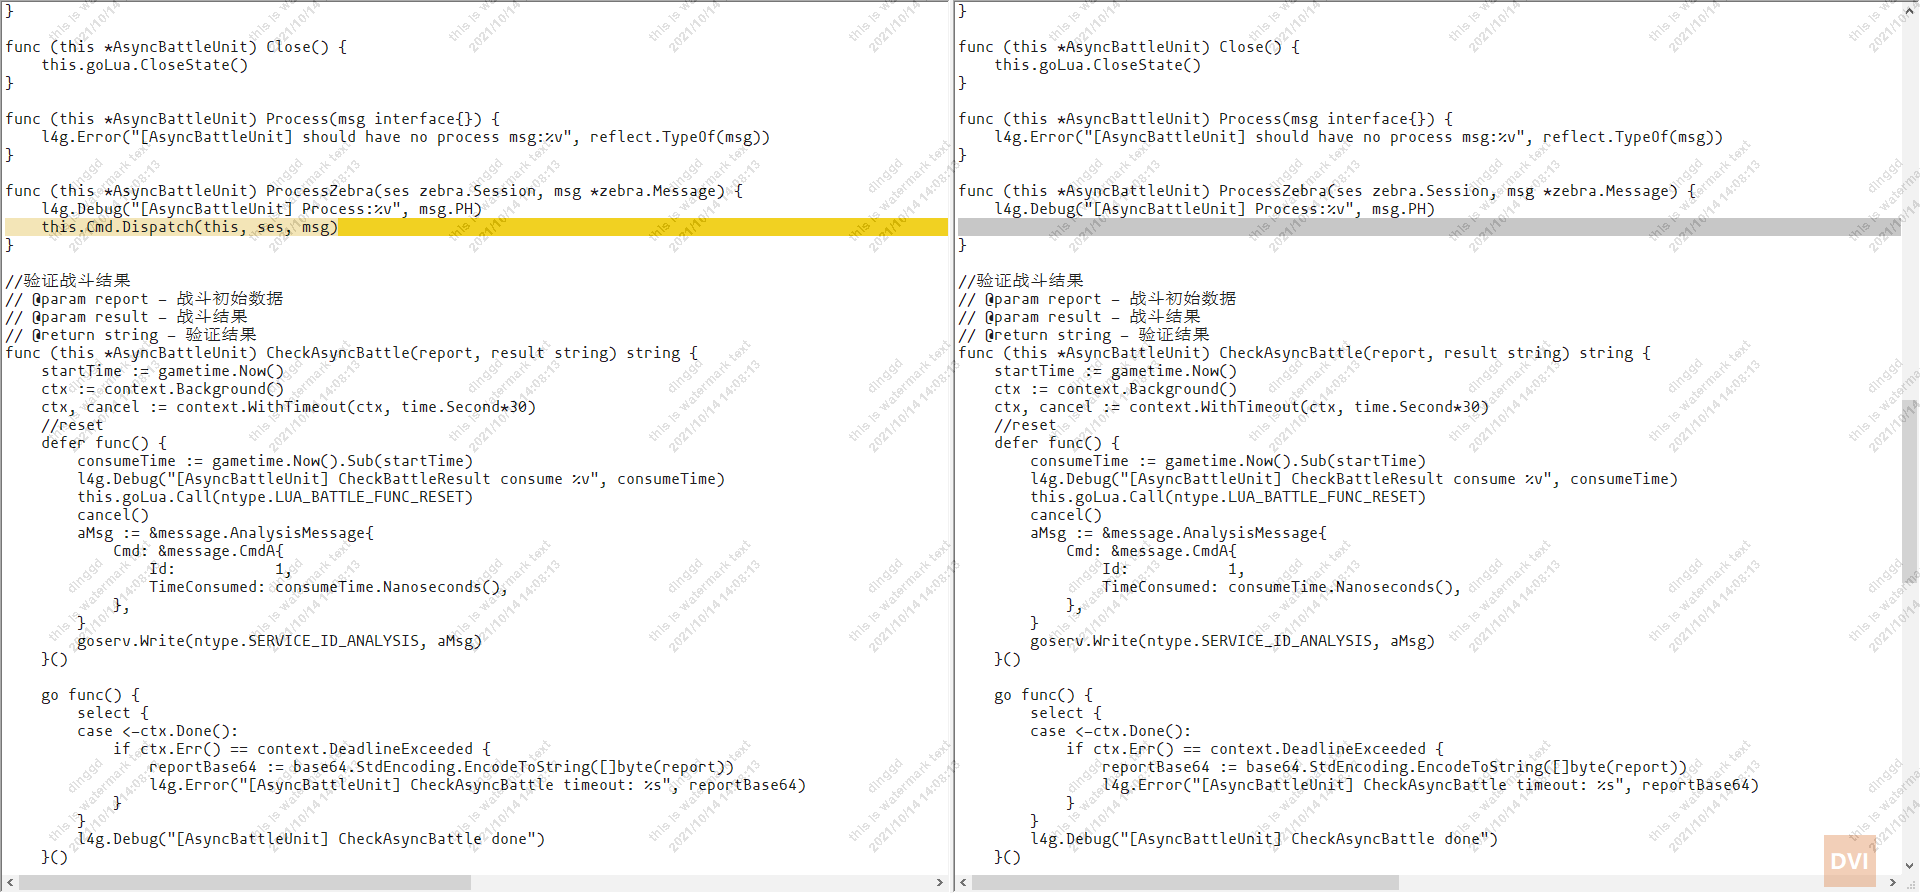 }
func (this *AsyncBattleUnit) Close() {
    this.goLua.CloseState()
}
func (this *AsyncBattleUnit) Process(msg interface{}) {
    l4g.Error("[AsyncBattleUnit] should have no process msg:%v", reflect.TypeOf(msg))
}
func (this *AsyncBattleUnit) ProcessZebra(ses zebra.Session, msg *zebra.Message) {
    l4g.Debug("[AsyncBattleUnit] Process:%v", msg.PH)
    this.Cmd.Dispatch(this, ses, msg)
}
//验证战斗结果
// @param report - 战斗初始数据
// @param result - 战斗结果
// @return string - 验证结果
func (this *AsyncBattleUnit) CheckAsyncBattle(report, result string) string {
    startTime := gametime.Now()
    ctx := context.Background()
    ctx, cancel := context.WithTimeout(ctx, time.Second*30)
    //reset
    defer func() {
        consumeTime := gametime.Now().Sub(startTime)
        l4g.Debug("[AsyncBattleUnit] CheckBattleResult consume %v", consumeTime)
        this.goLua.Call(ntype.LUA_BATTLE_FUNC_RESET)
        cancel()
        aMsg := &message.AnalysisMessage{
            Cmd: &message.CmdA{
                Id:           1,
                TimeConsumed: consumeTime.Nanoseconds(),
            },
        }
        goserv.Write(ntype.SERVICE_ID_ANALYSIS, aMsg)
    }()
    go func() {
        select {
        case <-ctx.Done():
            if ctx.Err() == context.DeadlineExceeded {
                reportBase64 := base64.StdEncoding.EncodeToString([]byte(report))
                l4g.Error("[AsyncBattleUnit] CheckAsyncBattle timeout: %s", reportBase64)
            }
        }
        l4g.Debug("[AsyncBattleUnit] CheckAsyncBattle done")
    }()
}
func (this *AsyncBattleUnit) Close() {
    this.goLua.CloseState()
}
func (this *AsyncBattleUnit) Process(msg interface{}) {
    l4g.Error("[AsyncBattleUnit] should have no process msg:%v", reflect.TypeOf(msg))
}
func (this *AsyncBattleUnit) ProcessZebra(ses zebra.Session, msg *zebra.Message) {
    l4g.Debug("[AsyncBattleUnit] Process:%v", msg.PH)
}
//验证战斗结果
// @param report - 战斗初始数据
// @param result - 战斗结果
// @return string - 验证结果
func (this *AsyncBattleUnit) CheckAsyncBattle(report, result string) string {
    startTime := gametime.Now()
    ctx := context.Background()
    ctx, cancel := context.WithTimeout(ctx, time.Second*30)
    //reset
    defer func() {
        consumeTime := gametime.Now().Sub(startTime)
        l4g.Debug("[AsyncBattleUnit] CheckBattleResult consume %v", consumeTime)
        this.goLua.Call(ntype.LUA_BATTLE_FUNC_RESET)
        cancel()
        aMsg := &message.AnalysisMessage{
            Cmd: &message.CmdA{
                Id:           1,
                TimeConsumed: consumeTime.Nanoseconds(),
            },
        }
        goserv.Write(ntype.SERVICE_ID_ANALYSIS, aMsg)
    }()
    go func() {
        select {
        case <-ctx.Done():
            if ctx.Err() == context.DeadlineExceeded {
                reportBase64 := base64.StdEncoding.EncodeToString([]byte(report))
                l4g.Error("[AsyncBattleUnit] CheckAsyncBattle timeout: %s", reportBase64)
            }
        }
        l4g.Debug("[AsyncBattleUnit] CheckAsyncBattle done")
    }()
dinggd
this is watermark text
2021/10/14 14:08:13
DVI